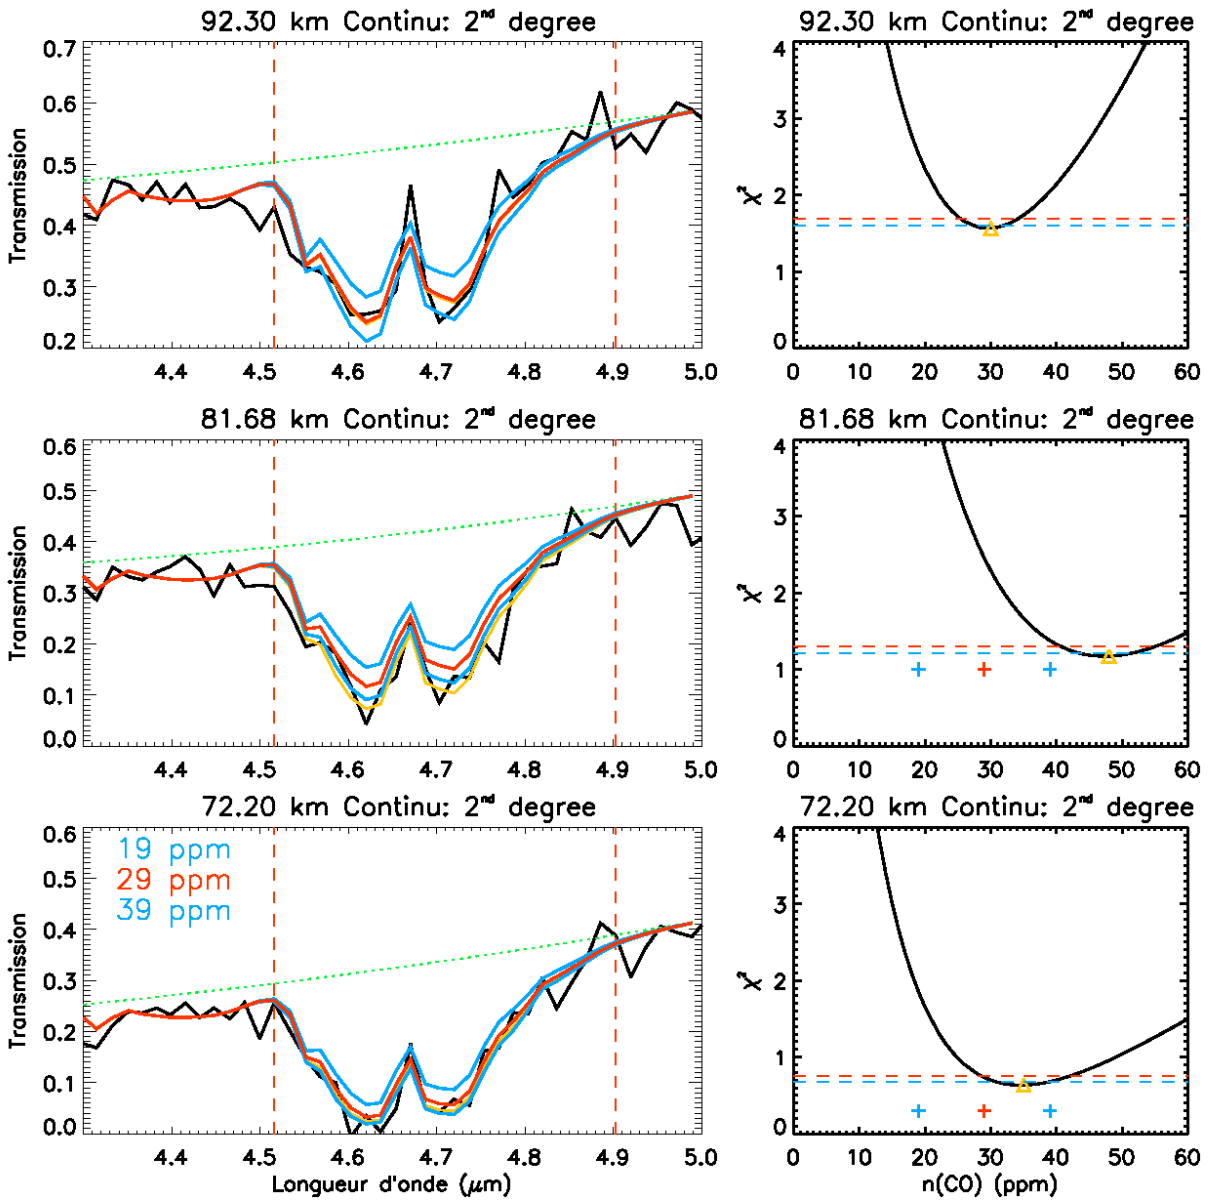 92.30 km Continu: 2nd degree
92.30 km Continu: 2nd degree
0.7
0.6
0.5
0.4
0.3
0.2
Transmission
4.4 4.5 4.6 4.7 4.8 4.9 5.0
4
3
2
1
0
χ²
0 10 20 30 40 50 60
81.68 km Continu: 2nd degree
81.68 km Continu: 2nd degree
0.6
0.5
0.4
0.3
0.2
0.1
0.0
Transmission
4.4 4.5 4.6 4.7 4.8 4.9 5.0
4
3
2
1
0
χ²
0 10 20 30 40 50 60
72.20 km Continu: 2nd degree
72.20 km Continu: 2nd degree
19 ppm
29 ppm
39 ppm
0.6
0.5
0.4
0.3
0.2
0.1
0.0
Transmission
4.4 4.5 4.6 4.7 4.8 4.9 5.0
Longueur d'onde (μm)
4
3
2
1
0
χ²
0 10 20 30 40 50 60
n(CO) (ppm)